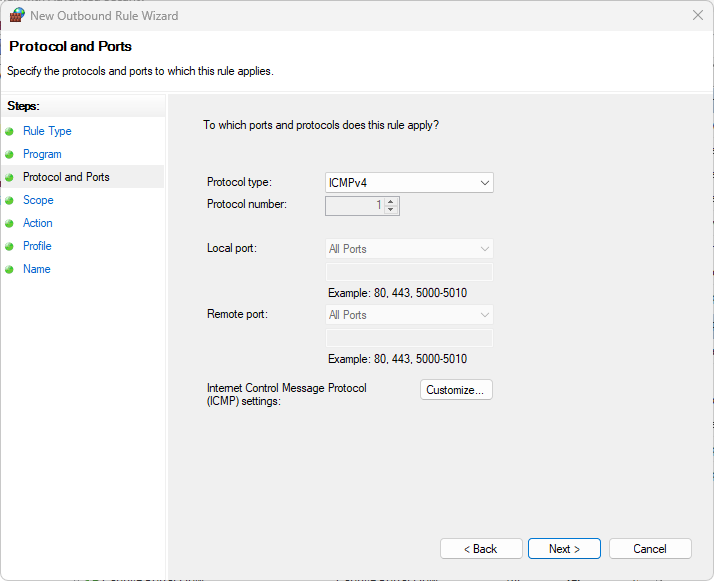 New Outbound Rule Wizard
Protocol and Ports
Specify the protocols and ports to which this rule applies.
Steps:
Rule Type
Program
Protocol and Ports
Scope
Action
Profile
Name
To which ports and protocols does this rule apply?
Protocol type: ICMPv4
Protocol number: 1
Local port: All Ports
Example: 80, 443, 5000-5010
Remote port: All Ports
Example: 80, 443, 5000-5010
Internet Control Message Protocol
(ICMP) settings:
Customize...
< Back Next > Cancel